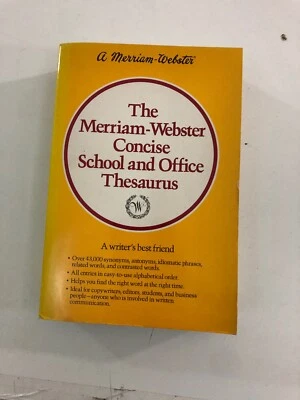 A Merriam-Webster
The
Merriam-Webster
Concise
School and Office
Thesaurus
W
A writer's best friend
• Over 44,000 synonyms, antonyms, idiomatic phrases,
related words, and contrasted words.
• All entries in easy-to-use alphabetical order.
• Helps you find the right word at the right time.
• Ideal for copywriters, editors, students, and business
people—anyone who is involved in written
communication.